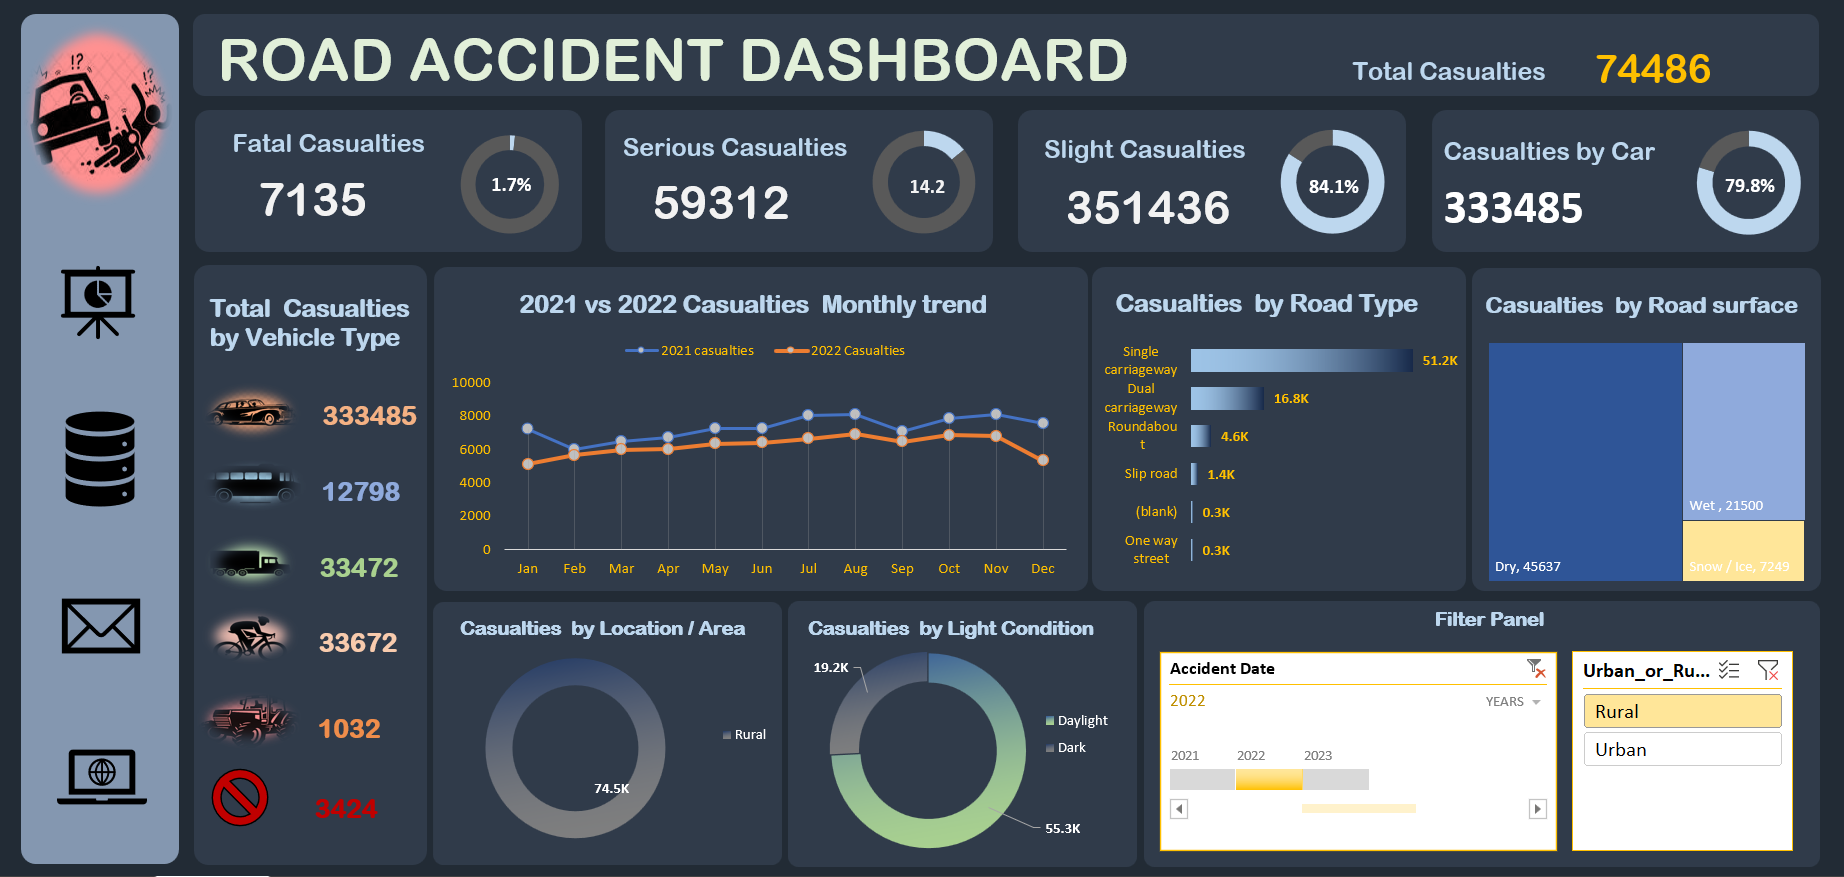 !?
!?
ROAD ACCIDENT DASHBOARD
Total Casualties
74486
Fatal Casualties
7135
1.7%
Serious Casualties
59312
14.2
Slight Casualties
351436
84.1%
Casualties by Car
333485
79.8%
Total Casualties
by Vehicle Type
333485
12798
33472
33672
1032
3424
2021 vs 2022 Casualties Monthly trend
2021 casualties
2022 Casualties
10000
8000
6000
4000
2000
0
Jan Feb Mar Apr May Jun Jul Aug Sep Oct Nov Dec
Casualties by Road Type
Single
carriageway
51.2K
Dual
carriageway
16.8K
Roundabou
t
4.6K
Slip road
1.4K
(blank)
0.3K
One way
street
0.3K
Casualties by Road surface
Dry, 45637
Wet , 21500
Snow / Ice, 7249
Casualties by Location / Area
74.5K
Rural
Casualties by Light Condition
19.2K
55.3K
Daylight
Dark
Filter Panel
Accident Date
2022
YEARS
2021 2022 2023
Urban_or_Ru...
Rural
Urban